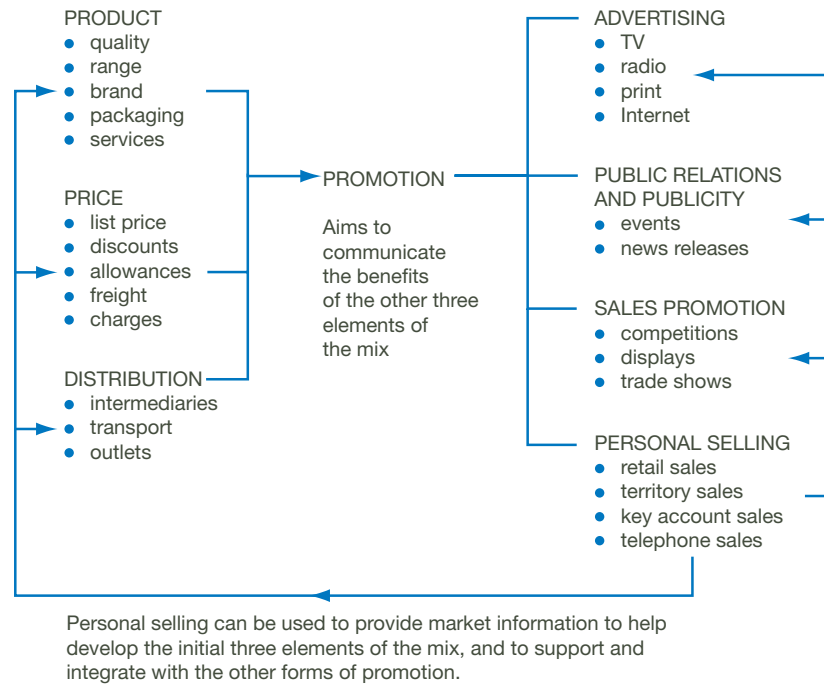 PRODUCT
● quality
● range
● brand
● packaging
● services
PRICE
● list price
● discounts
● allowances
● freight
● charges
DISTRIBUTION
● intermediaries
● transport
● outlets
PROMOTION
Aims to
communicate
the benefits
of the other three
elements of
the mix
ADVERTISING
● TV
● radio
● print
● Internet
PUBLIC RELATIONS
AND PUBLICITY
● events
● news releases
SALES PROMOTION
● competitions
● displays
● trade shows
PERSONAL SELLING
● retail sales
● territory sales
● key account sales
● telephone sales
Personal selling can be used to provide market information to help
develop the initial three elements of the mix, and to support and
integrate with the other forms of promotion.